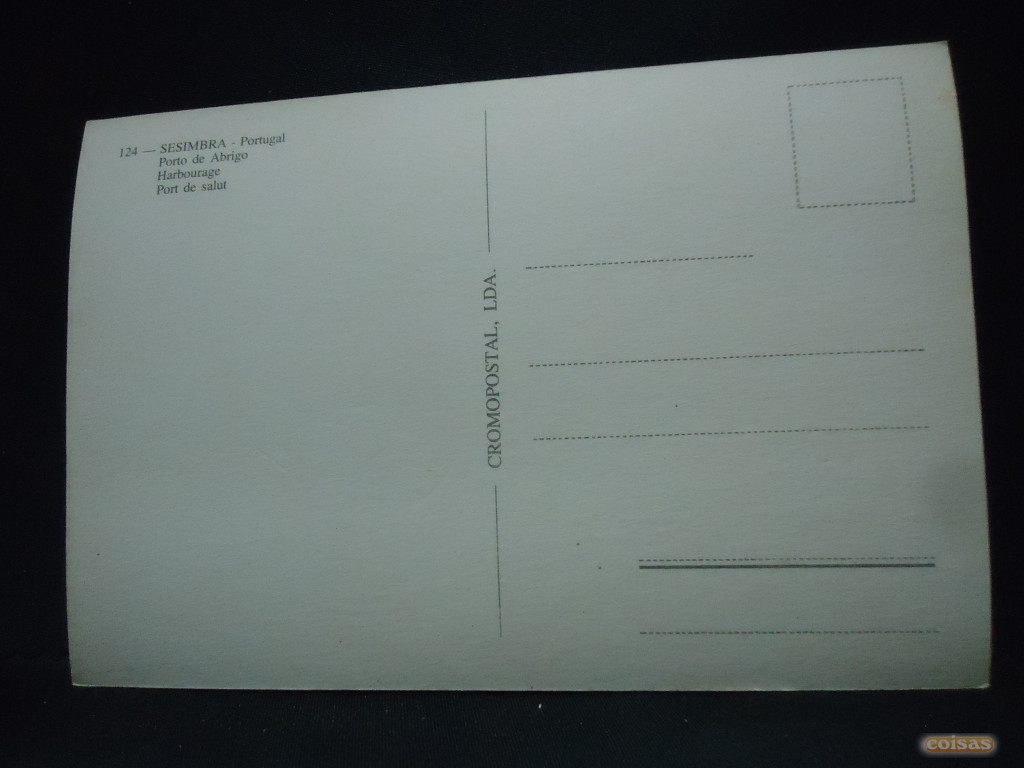 124 — SESIMBRA - Portugal
Porto de Abrigo
Harbourage
Port de salut
CROMOPOSTAL, LDA.
coisas